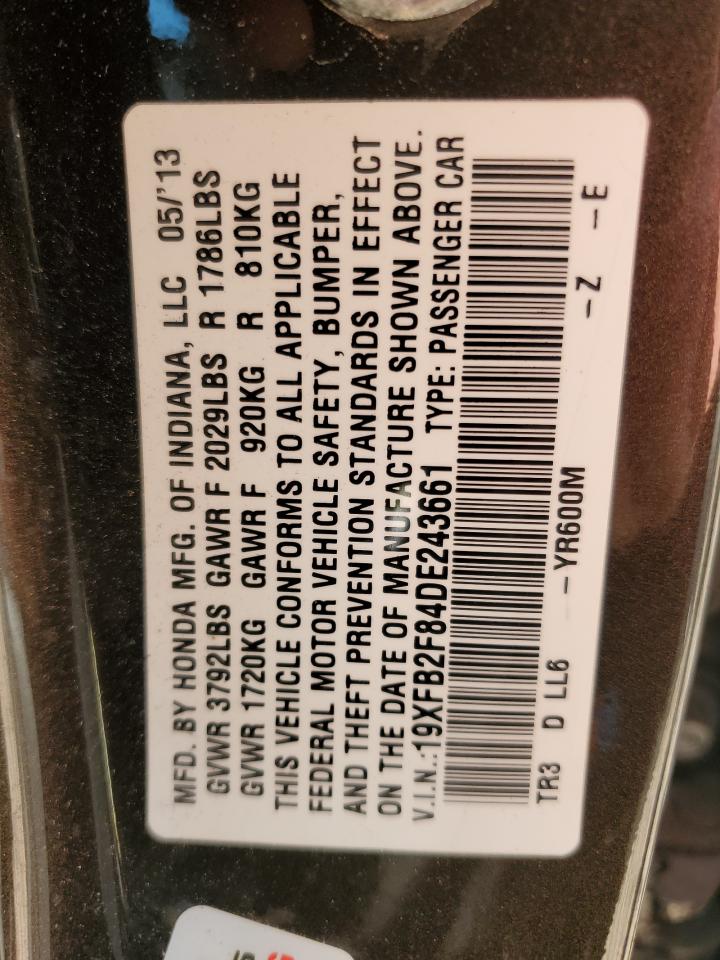 MFD. BY HONDA MFG. OF INDIANA, LLC 05/'13
GVWR 3792LBS GAWR F 2029LBS R 1786LBS
GVWR 1720KG GAWR F 920KG R 810KG
THIS VEHICLE CONFORMS TO ALL APPLICABLE
FEDERAL MOTOR VEHICLE SAFETY, BUMPER,
AND THEFT PREVENTION STANDARDS IN EFFECT
ON THE DATE OF MANUFACTURE SHOWN ABOVE.
V.I.N.:19XFB2F84DE243661 TYPE: PASSENGER CAR
TR3 D LL6 -YR600M -Z -E